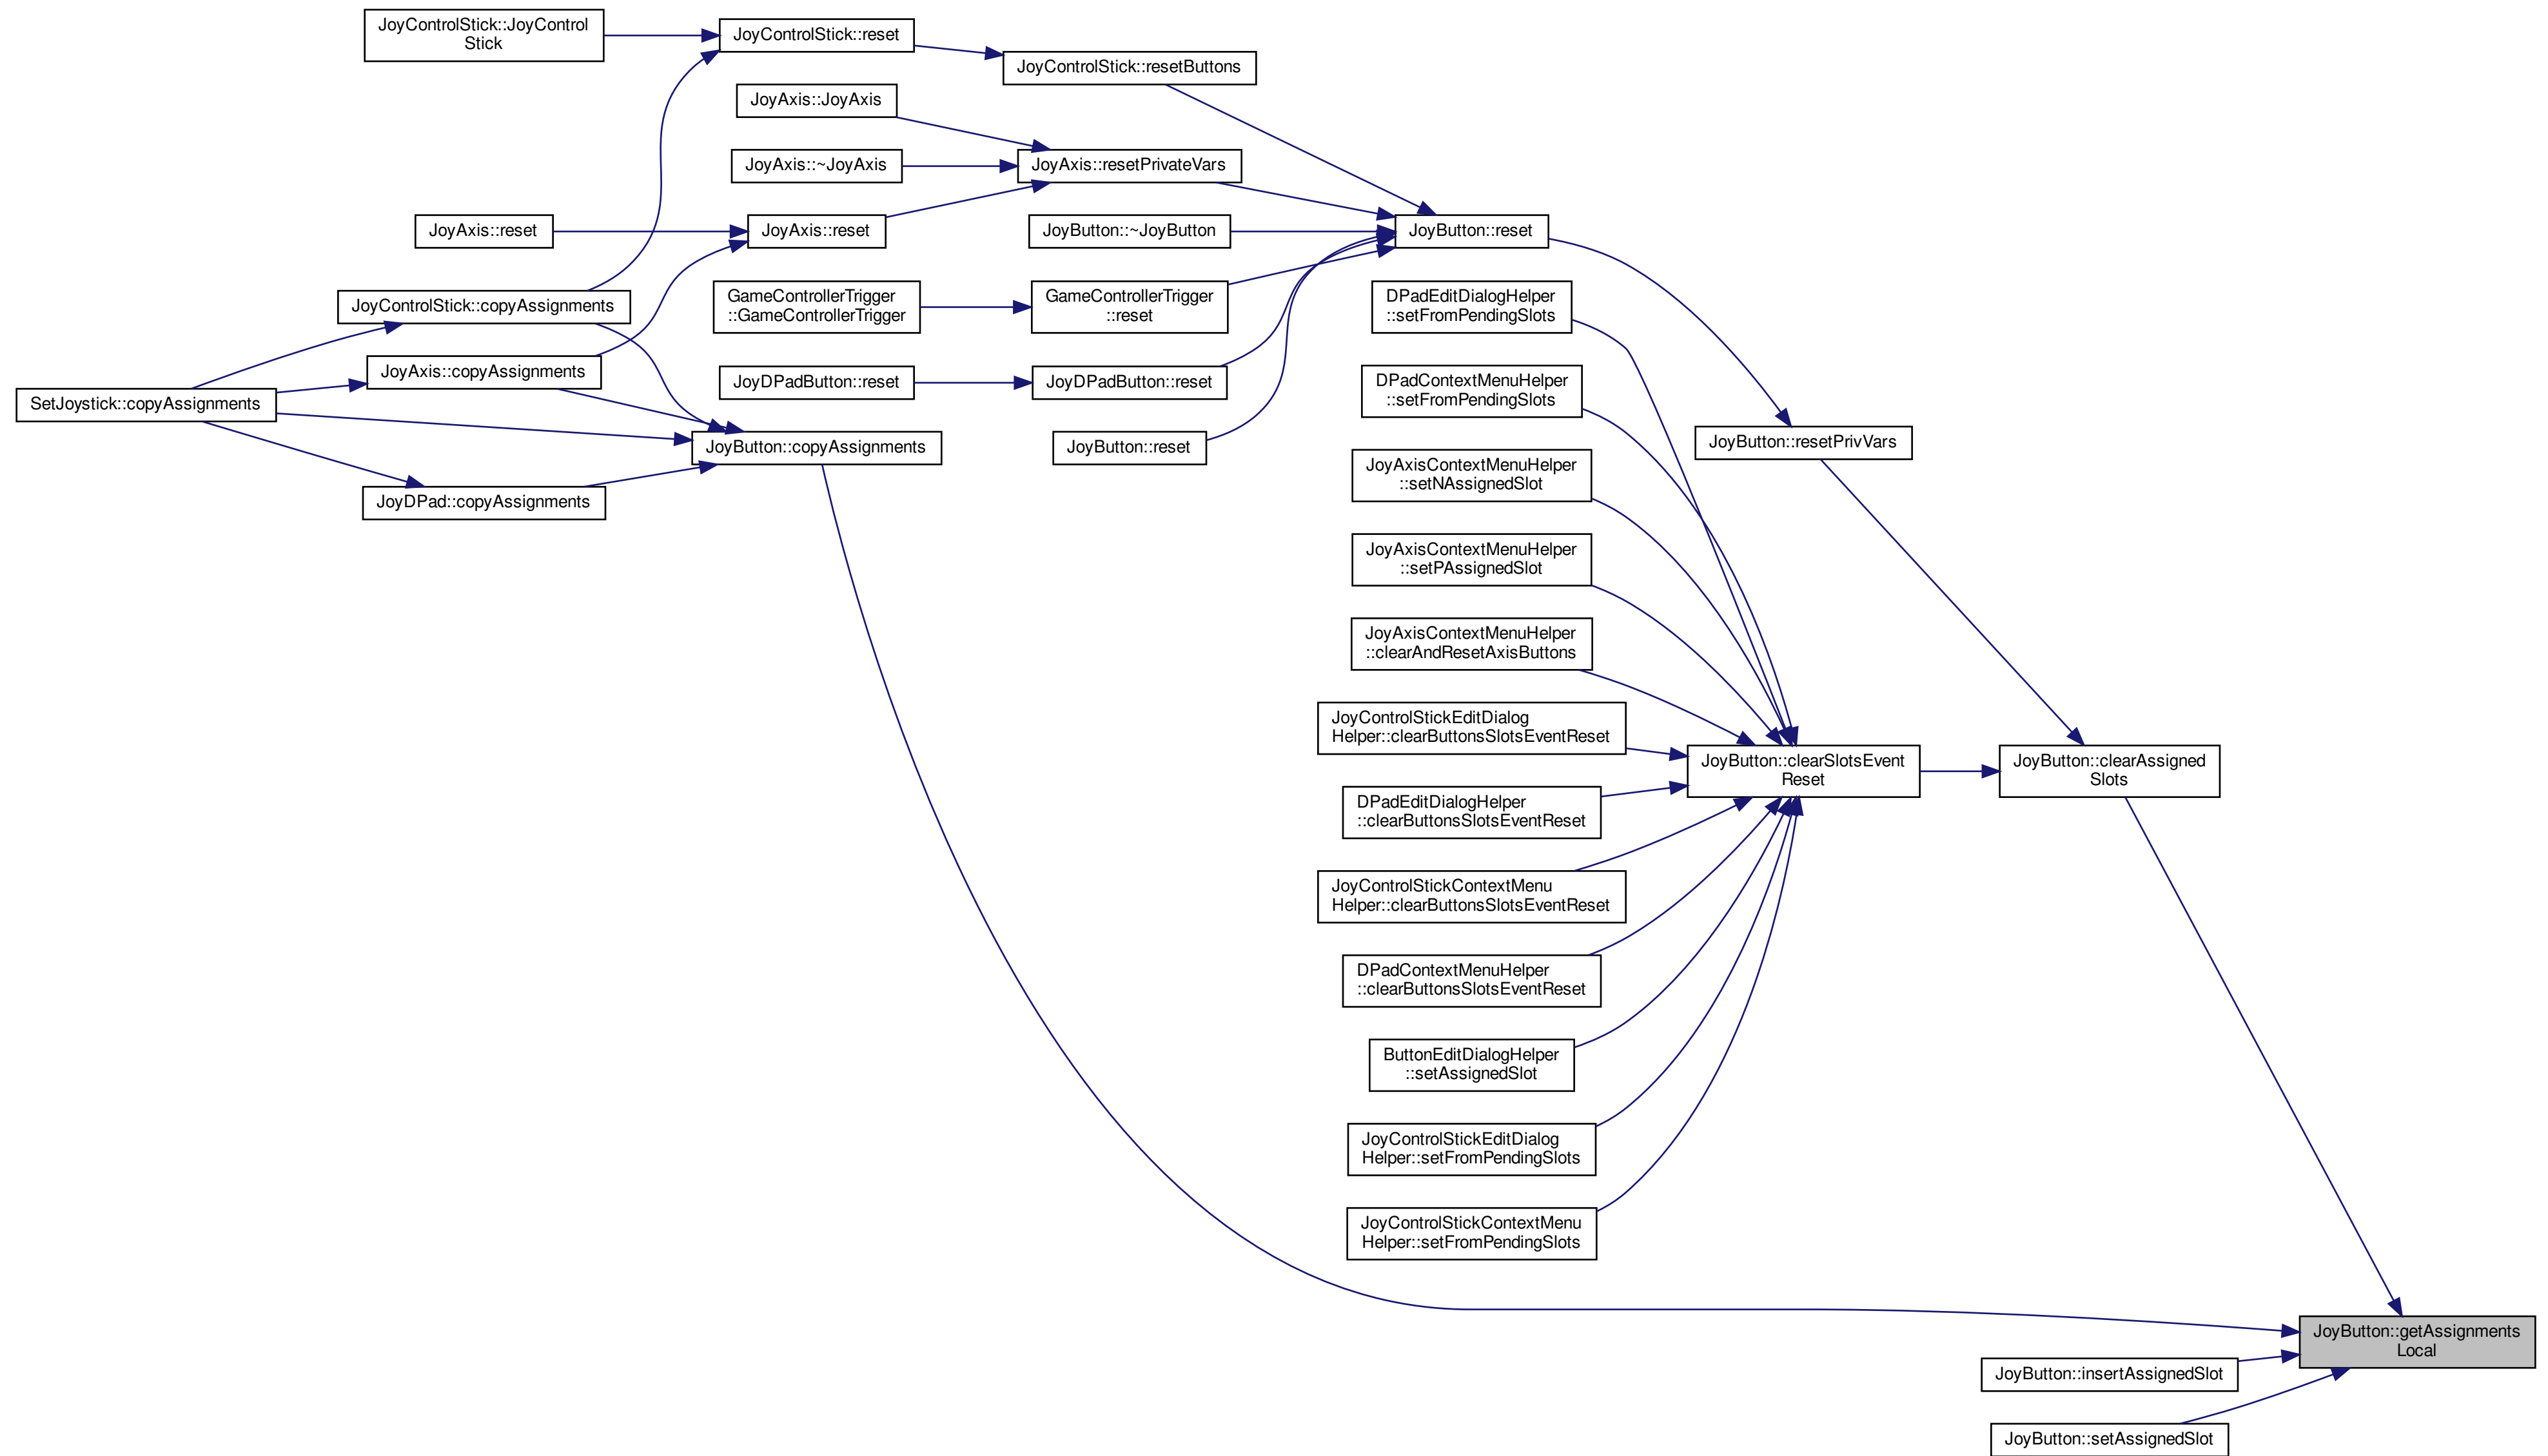 JoyControlStick::JoyControl
Stick
JoyControlStick::reset
JoyControlStick::resetButtons
JoyAxis::JoyAxis
JoyAxis::~JoyAxis
JoyAxis::resetPrivateVars
JoyAxis::reset
JoyAxis::reset
JoyButton::~JoyButton
JoyButton::reset
JoyControlStick::copyAssignments
GameControllerTrigger
::GameControllerTrigger
GameControllerTrigger
::reset
DPadEditDialogHelper
::setFromPendingSlots
JoyAxis::copyAssignments
SetJoystick::copyAssignments
JoyDPadButton::reset
JoyDPadButton::reset
DPadContextMenuHelper
::setFromPendingSlots
JoyButton::copyAssignments
JoyButton::reset
JoyButton::resetPrivVars
JoyDPad::copyAssignments
JoyAxisContextMenuHelper
::setNAssignedSlot
JoyAxisContextMenuHelper
::setPAssignedSlot
JoyAxisContextMenuHelper
::clearAndResetAxisButtons
JoyControlStickEditDialog
Helper::clearButtonsSlotsEventReset
JoyButton::clearSlotsEvent
Reset
JoyButton::clearAssigned
Slots
DPadEditDialogHelper
::clearButtonsSlotsEventReset
JoyControlStickContextMenu
Helper::clearButtonsSlotsEventReset
DPadContextMenuHelper
::clearButtonsSlotsEventReset
ButtonEditDialogHelper
::setAssignedSlot
JoyControlStickEditDialog
Helper::setFromPendingSlots
JoyControlStickContextMenu
Helper::setFromPendingSlots
JoyButton::getAssignments
Local
JoyButton::insertAssignedSlot
JoyButton::setAssignedSlot